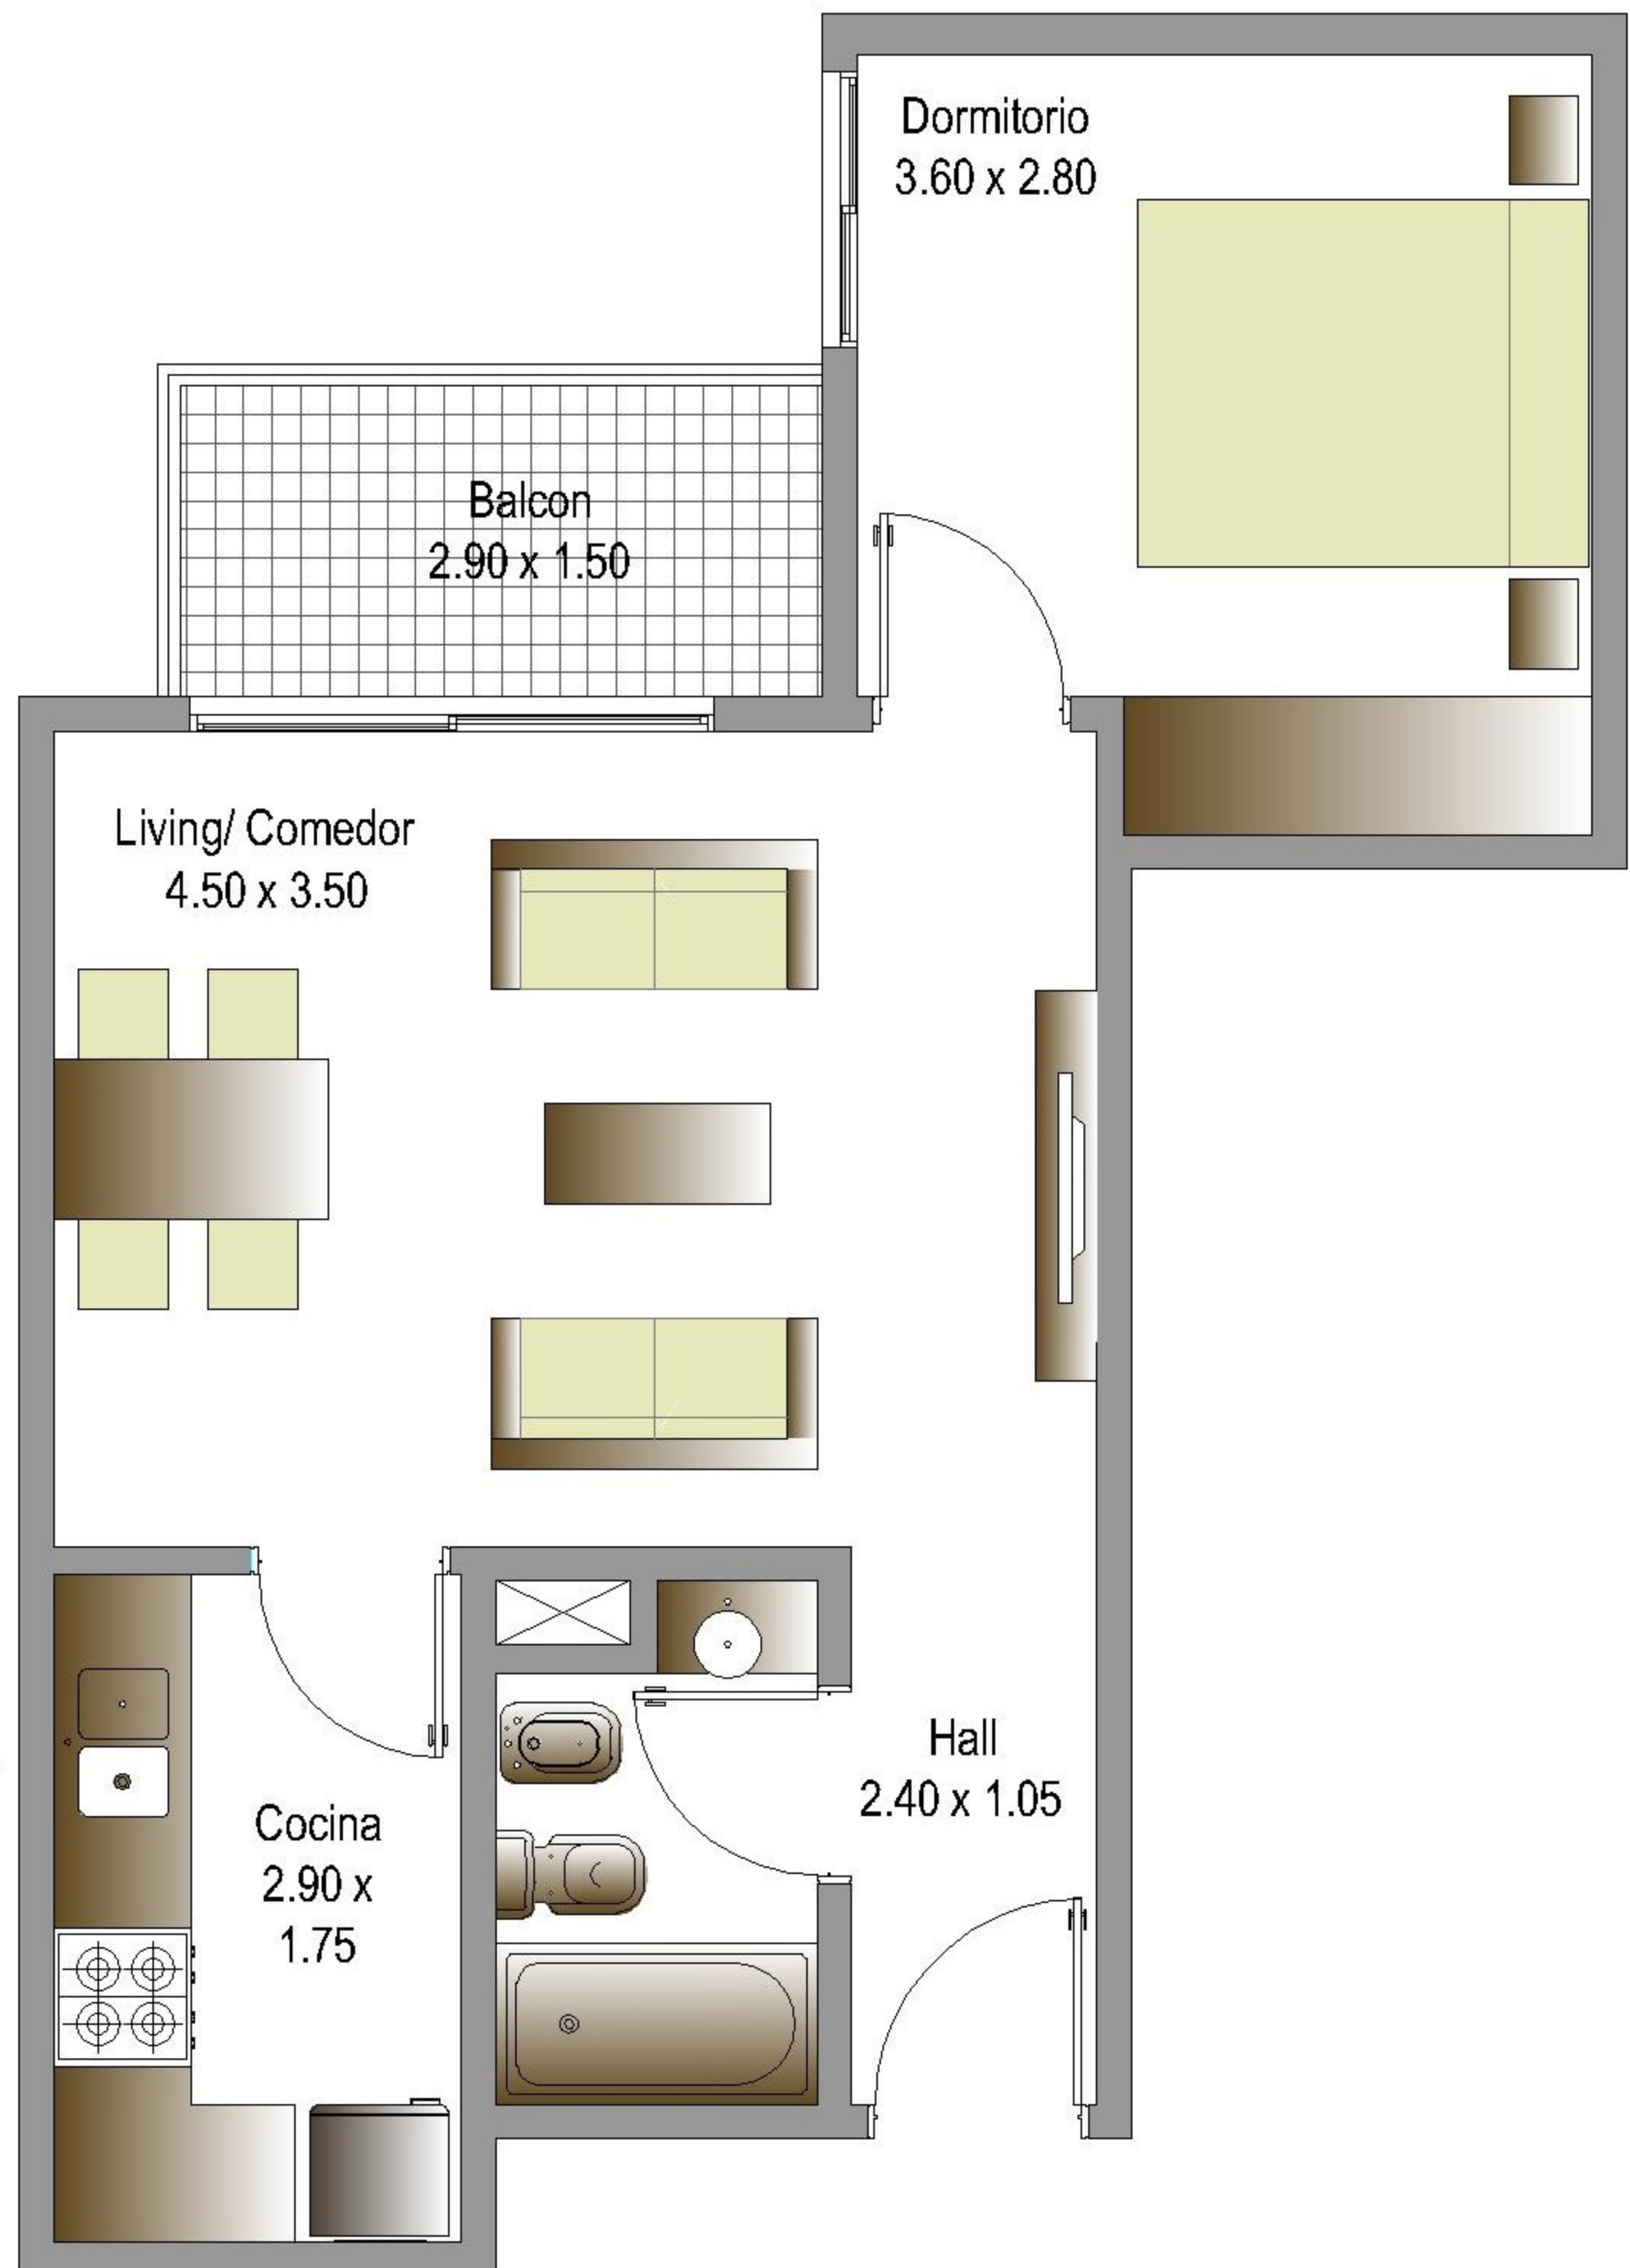 Dormitorio
3.60 x 2.80
Balcon
2.90 x 1.50
Living/ Comedor
4.50 x 3.50
Hall
2.40 x 1.05
Cocina
2.90 x
1.75